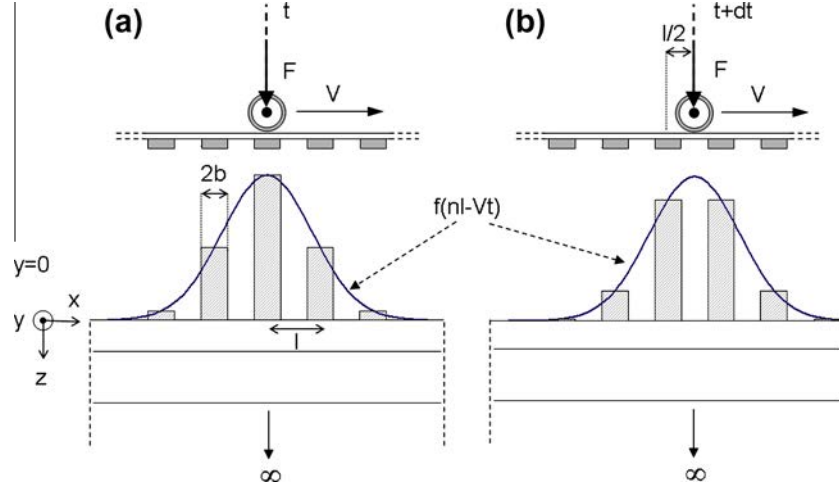 (a)
t
F
V
2b
y=0
x
y
z
l
∞
f(nl-Vt)
(b)
t+dt
l/2
F
V
∞